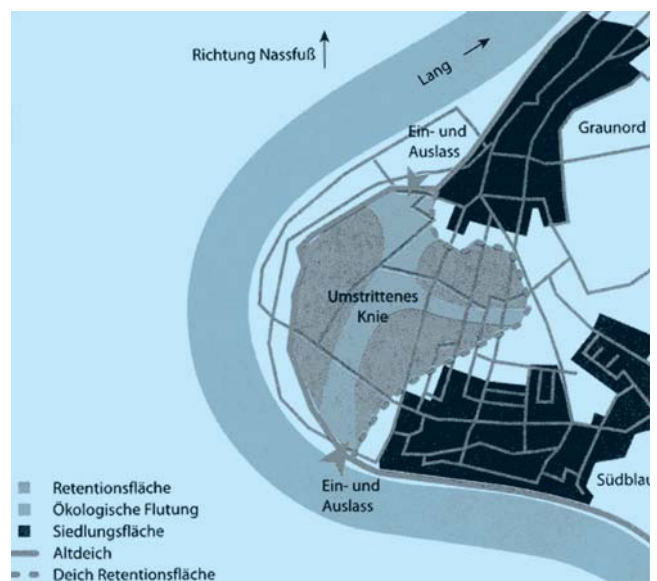 Richtung Nassfuß
Lang
Graunord
Ein- und
Auslass
Umstrittenes
Knie
Ein- und
Auslass
Südblau
Retentionsfläche
Ökologische Flutung
Siedlungsfläche
Altdeich
Deich Retentionsfläche